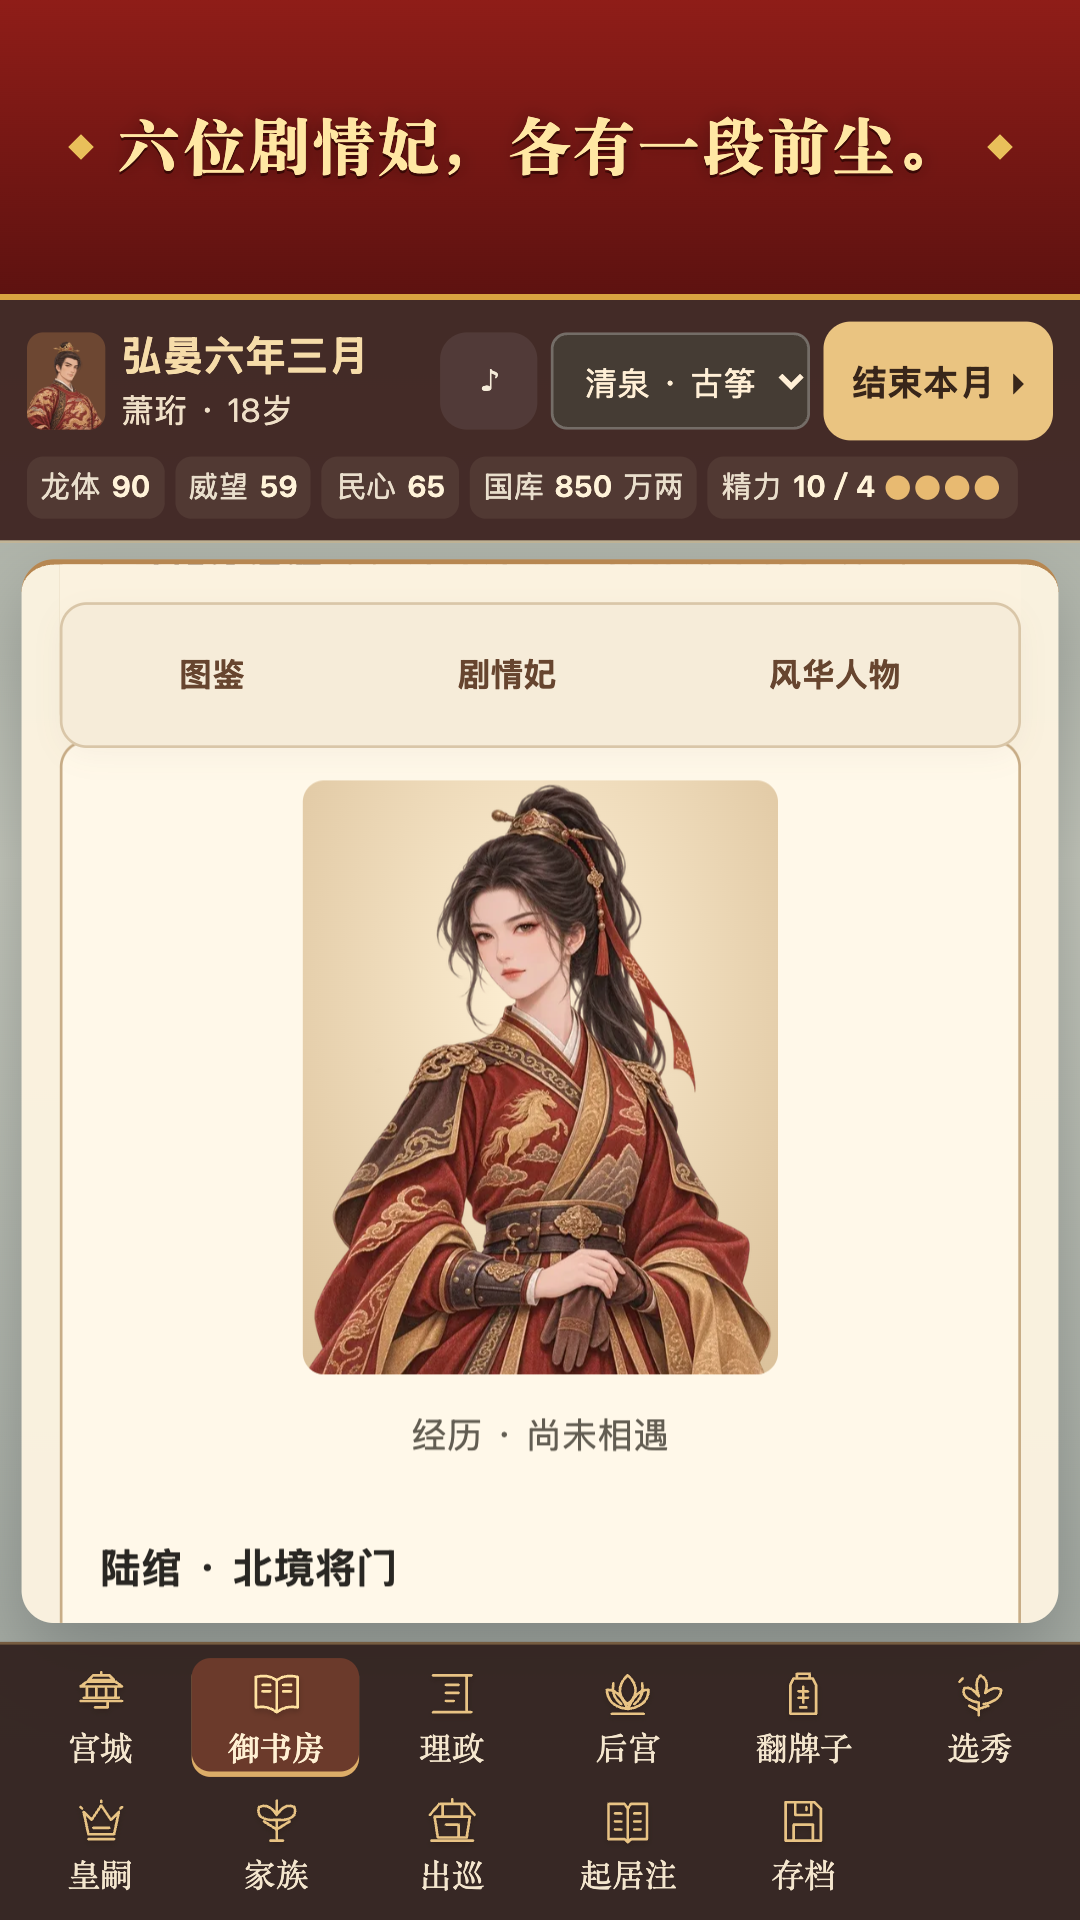 六位剧情妃，各有一段前尘。
弘晏六年三月
萧珩 · 18岁
♪
清泉 · 古筝
结束本月
龙体 90
威望 59
民心 65
国库 850 万两
精力 10 / 4
图鉴
剧情妃
风华人物
经历 · 尚未相遇
陆绾 · 北境将门
宫城
御书房
理政
后宫
翻牌子
选秀
皇嗣
家族
出巡
起居注
存档